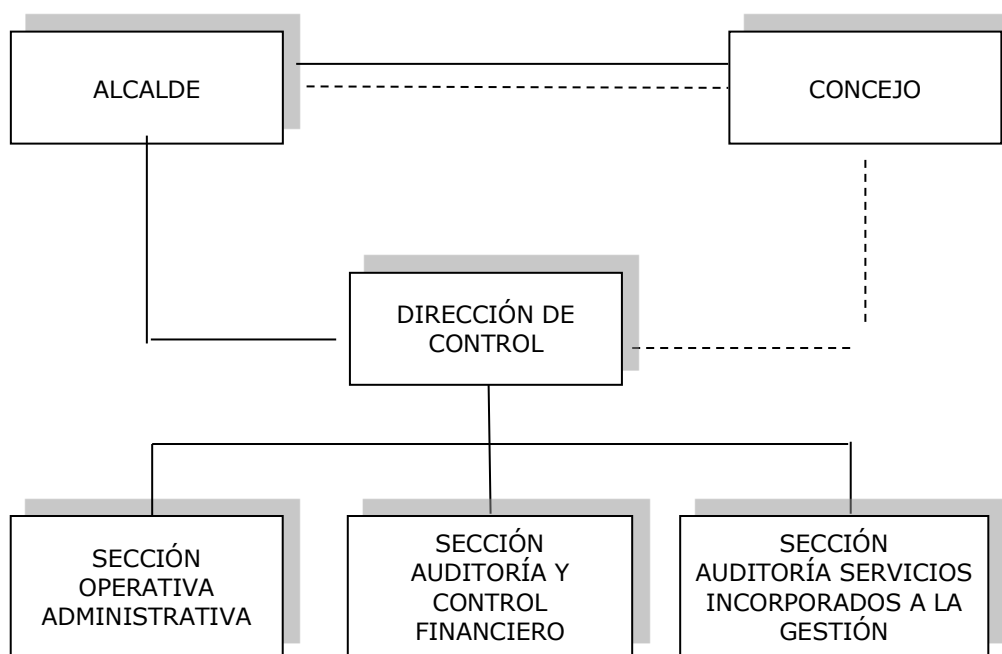 ALCALDE
CONCEJO
DIRECCIÓN DE
CONTROL
SECCIÓN
OPERATIVA
ADMINISTRATIVA
SECCIÓN
AUDITORÍA Y
CONTROL
FINANCIERO
SECCIÓN
AUDITORÍA SERVICIOS
INCORPORADOS A LA
GESTIÓN